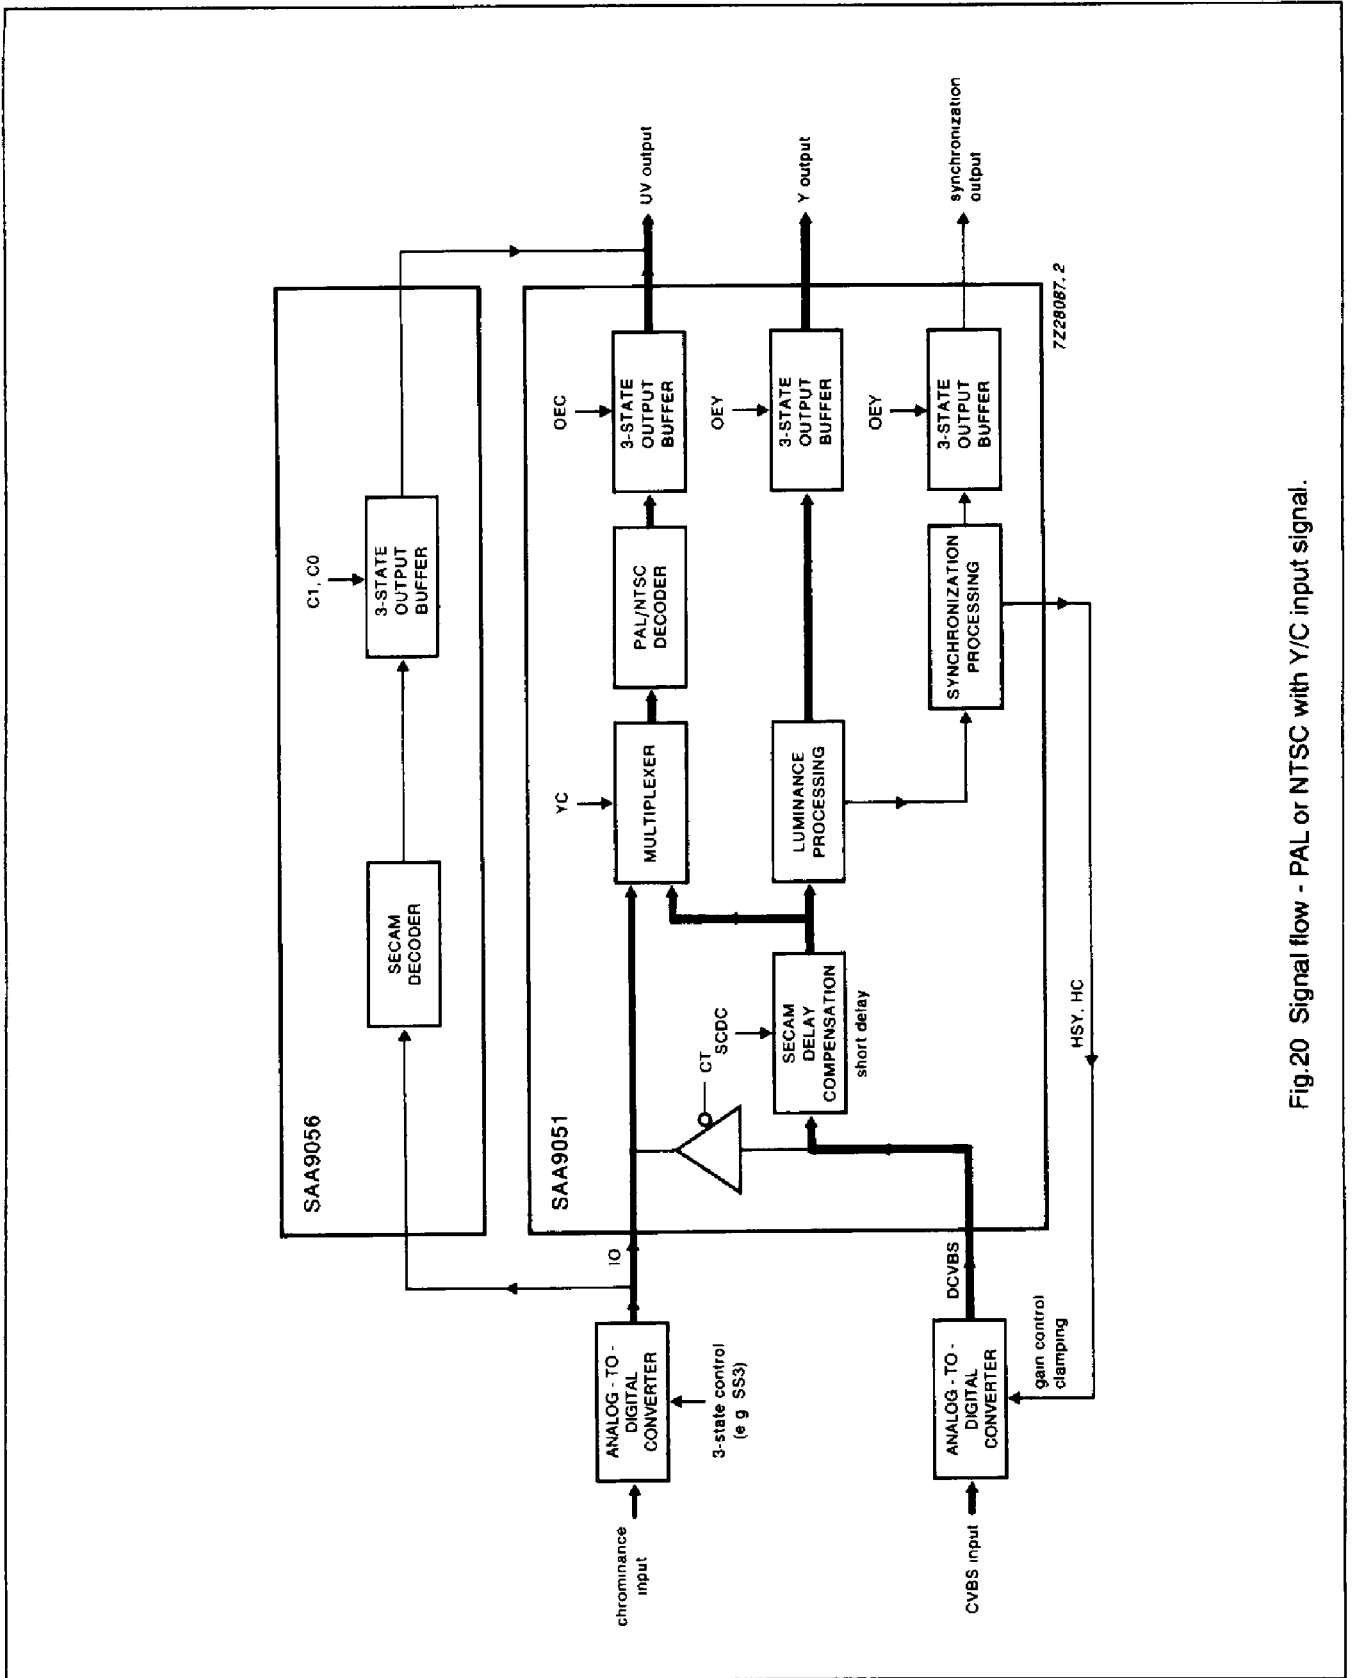 SAA9056
SECAM
DECODER
C1, C0
3-STATE
OUTPUT
BUFFER
chrominance
input
ANALOG - TO -
DIGITAL
CONVERTER
3-state control
(e g SS3)
IO
SAA9051
CT
YC
MULTIPLEXER
PAL/NTSC
DECODER
OEC
3-STATE
OUTPUT
BUFFER
UV output
CVBS input
ANALOG - TO -
DIGITAL
CONVERTER
gain control
clamping
DCVBS
SCDC
SECAM
DELAY
COMPENSATION
short delay
LUMINANCE
PROCESSING
OEY
3-STATE
OUTPUT
BUFFER
Y output
SYNCHRONIZATION
PROCESSING
OEY
3-STATE
OUTPUT
BUFFER
synchronization
output
HSY, HC
7Z28087.2
Fig.20 Signal flow - PAL or NTSC with Y/C input signal.